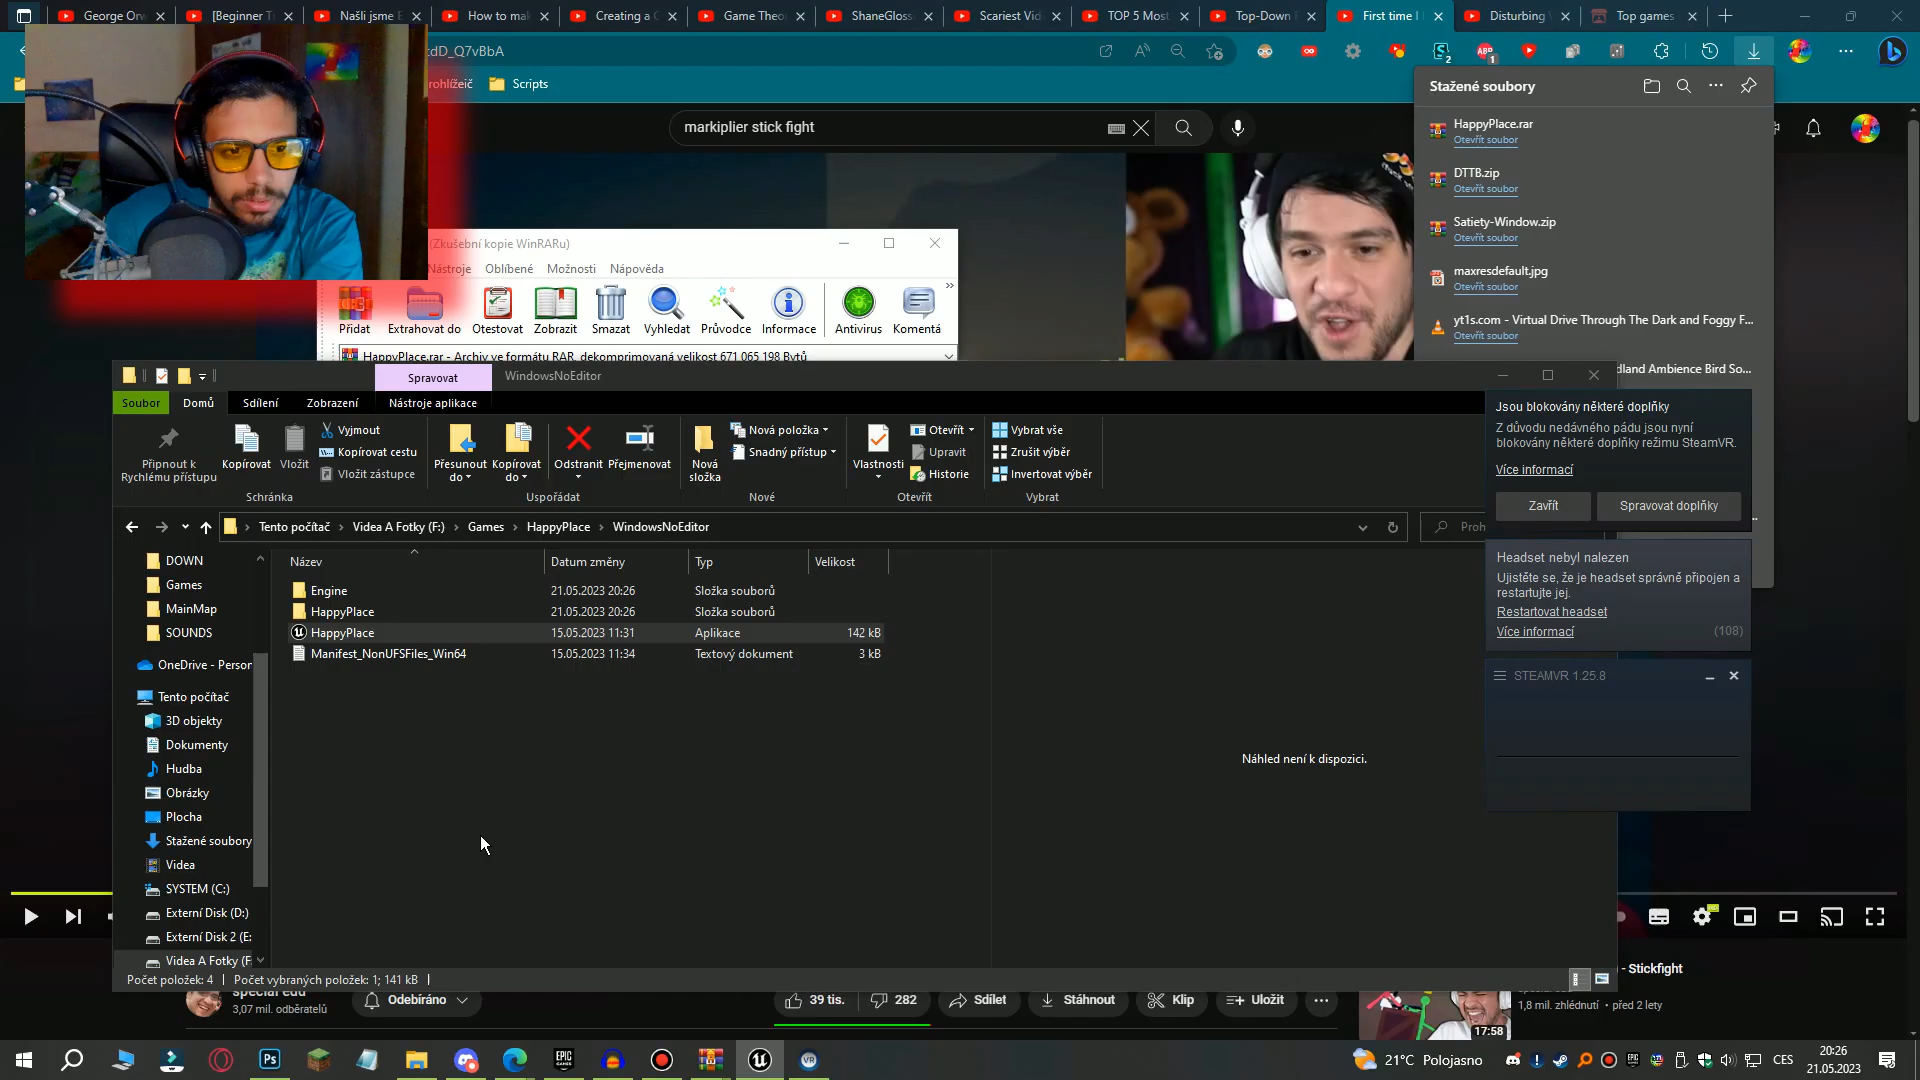 George Orw
[Beginner T
Našli jsme E
How to mak
Creating a C
Game Theo
ShaneGloss
Scariest Vid
TOP 5 Most
Top-Down
First time I
Disturbing
Top games
tdD_Q7vBbA
Scripts
markiplier stick fight
Stažené soubory
HappyPlace.rar
Otevřít soubor
DTTB.zip
Otevřít soubor
Satiety-Window.zip
Otevřít soubor
maxresdefault.jpg
Otevřít soubor
yt1s.com - Virtual Drive Through The Dark and Foggy F...
Otevřít soubor
dland Ambience Bird So...
(Zkušební kopie WinRARu)
Nástroje Oblíbené Možnosti Nápověda
Přidat Extrahovat do Otestovat Zobrazit Smazat Vyhledat Průvodce Informace Antivirus Komentá
HappyPlace.rar - Archiv ve formátu RAR, dekomprimovaná velikost 671 065 198 Bytů
Spravovat
WindowsNoEditor
Soubor Domů Sdílení Zobrazení Nástroje aplikace
Připnout k
Rychlému přístupu
Kopírovat
Vložit
Vyjmout
Kopírovat cestu
Vložit zástupce
Schránka
Přesunout
do
Kopírovat
do
Odstranit
Přejmenovat
Uspořádat
Nová
složka
Nová položka
Snadný přístup
Nové
Vlastnosti
Otevřít
Upravit
Historie
Otevřít
Vybrat vše
Zrušit výběr
Invertovat výběr
Vybrat
Tento počítač > Videa A Fotky (F:) > Games > HappyPlace > WindowsNoEditor
Proh
Název Datum změny Typ Velikost
Engine 21.05.2023 20:26 Složka souborů
HappyPlace 21.05.2023 20:26 Složka souborů
HappyPlace 15.05.2023 11:31 Aplikace 142 kB
Manifest_NonUFSFiles_Win64 15.05.2023 11:34 Textový dokument 3 kB
DOWN
Games
MainMap
SOUNDS
OneDrive - Person
Tento počítač
3D objekty
Dokumenty
Hudba
Obrázky
Plocha
Stažené soubory
Videa
SYSTEM (C:)
Externí Disk (D:)
Externí Disk 2 (E:
Videa A Fotky (F:
Náhled není k dispozici.
Počet položek: 4
Počet vybraných položek: 1; 141 kB
Jsou blokovány některé doplňky
Z důvodu nedávného pádu jsou nyní
blokovány některé doplňky režimu SteamVR.
Více informací
Zavřít
Spravovat doplňky
Headset nebyl nalezen
Ujistěte se, že je headset správně připojen a
restartujte jej.
Restartovat headset
Více informací
(108)
STEAMVR 1.25.8
special edd
3,07 mil. odběratelů
Odebíráno
39 tis.
282
Sdílet
Stáhnout
Klip
Uložit
- Stickfight
1,8 mil. zhlédnutí • před 2 lety
17:58
21°C Polojasno
CES
20:26
21.05.2023